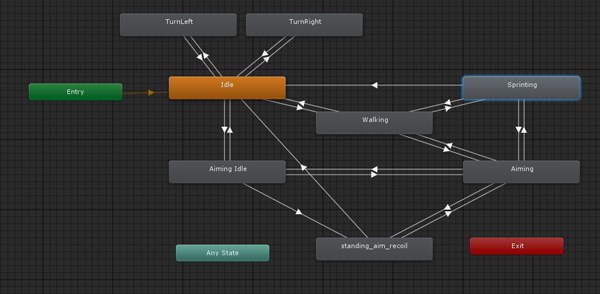 TurnLeft
TurnRight
Idle
Sprinting
Entry
Walking
Aiming Idle
Aiming
standing_aim_recoil
Any State
Exit